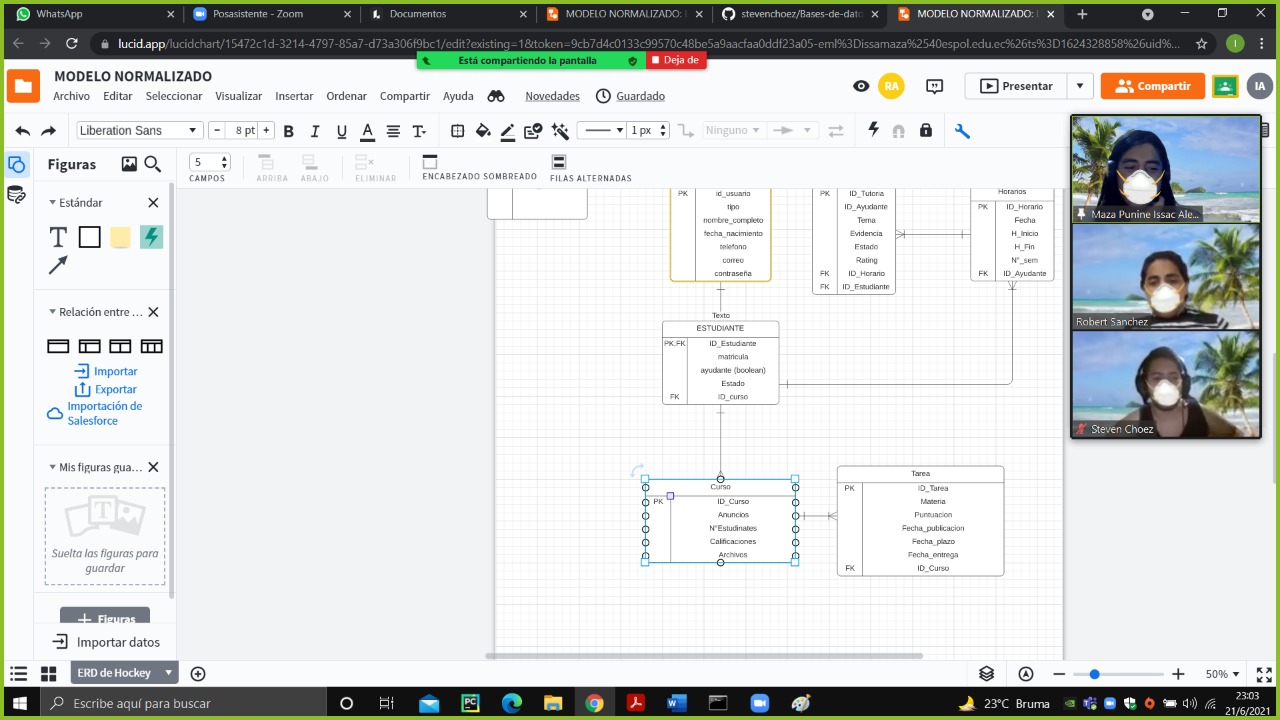 WhatsApp
Posasistente - Zoom
Documentos
MODELO NORMALIZADO: E
stevenchoez/Bases-de-dato
MODELO NORMALIZADO: E
lucid.app/lucidchart/15472c1d-3214-4797-85a7-d73a306f9bc1/edit?existing=1&token=9cb7d4c0133c99570c48be5a9aacfaa0ddf23a05-eml%3Dissamaza%2540espol.edu.ec%26ts%3D1624328858%26uid%...
I
Está compartiendo la pantalla
Deja de
MODELO NORMALIZADO
Archivo Editar Selección Visualizar Insertar Ordenar Compartir Ayuda Novedades Guardado
RA
Presentar
Compartir
IA
Liberation Sans
8 pt
B I U A T
1 px
Ninguno
Figuras
5
CAMPOS
ARRIBA
ABAJO
ELIMINAR
ENCABEZADO SOMBREADO
FILAS ALTERNADAS
Estándar
T
Relación entre ...
Importar
Exportar
Importación de
Salesforce
Mis figuras gua...
T
Suelta las figuras para
guardar
+ Figuras
Importar datos
PK id_usuario
tipo
nombre_completo
fecha_nacimiento
telefono
correo
contraseña
PK ID_Tutoria
ID_Ayudante
Tema
Evidencia
Estado
Rating
FK ID_Horario
FK ID_Estudiante
Horarios
PK ID_Horario
Fecha
H_Inicio
H_Fin
N°_sem
FK ID_Ayudante
Texto
ESTUDIANTE
PK,FK ID_Estudiante
matricula
ayudante (boolean)
Estado
FK ID_curso
Curso
PK ID_Curso
Anuncios
N°Estudinates
Calificaciones
Archivos
Tarea
PK ID_Tarea
Materia
Puntuacion
Fecha_publicacion
Fecha_plazo
Fecha_entrega
FK ID_Curso
Maza Punine Issac Ale...
Robert Sanchez
Steven Choez
ERD de Hockey
50%
Escribe aquí para buscar
PC
W
23°C Bruma
23:03
21/6/2021